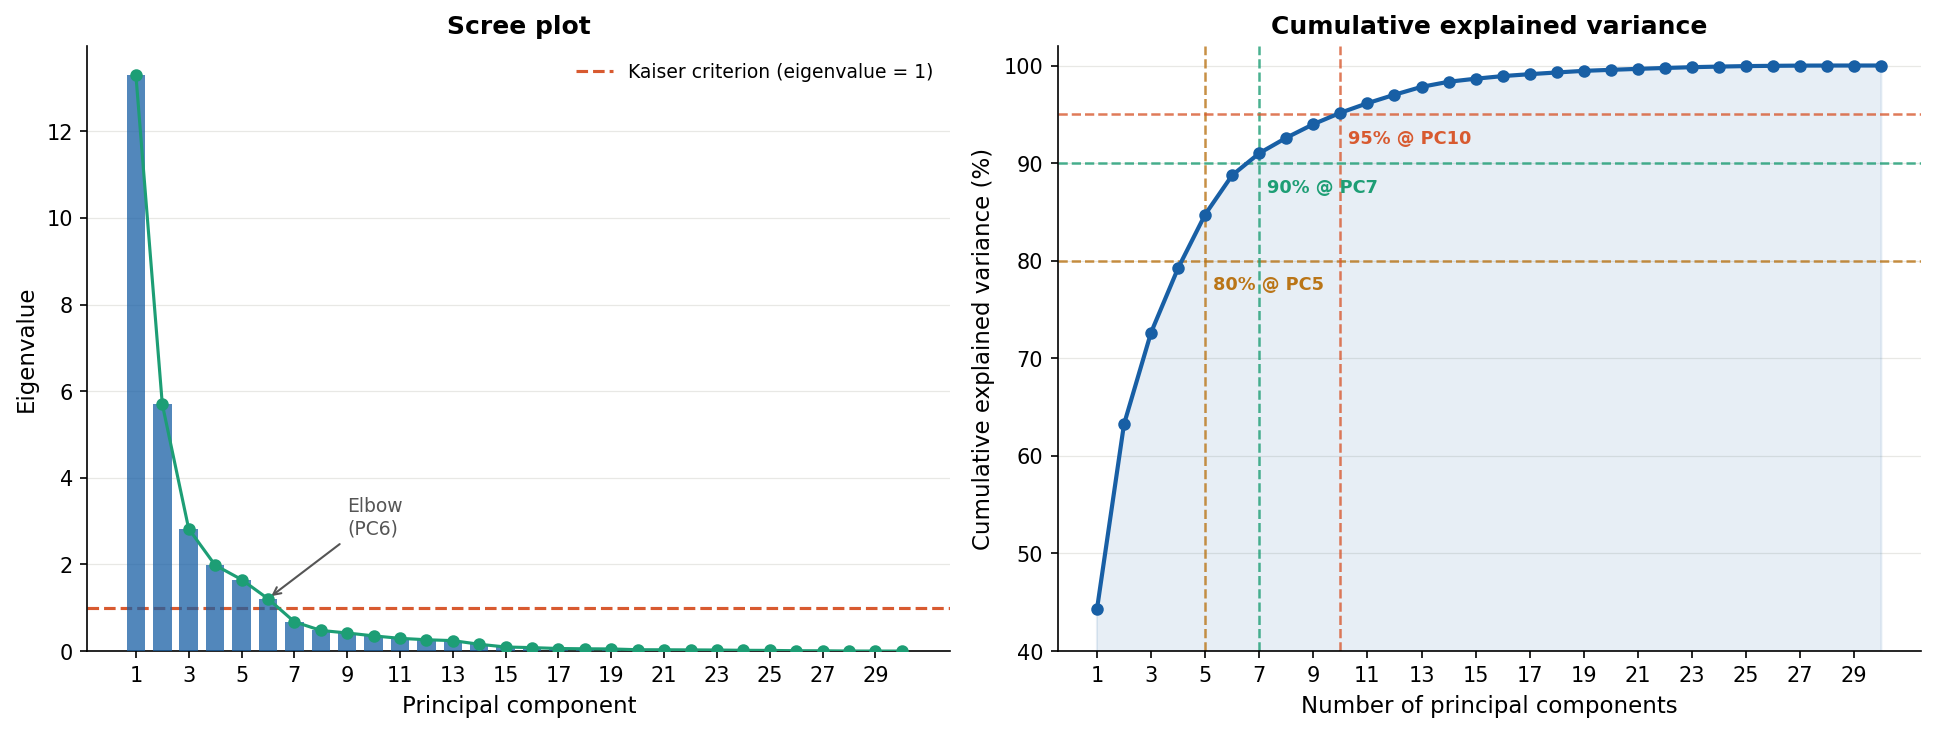 Scree plot
Kaiser criterion (eigenvalue = 1)
Eigenvalue
12
10
8
6
4
2
0
Elbow
(PC6)
1 3 5 7 9 11 13 15 17 19 21 23 25 27 29
Principal component
Cumulative explained variance
Cumulative explained variance (%)
100
90
80
70
60
50
40
95% @ PC10
90% @ PC7
80% @ PC5
1 3 5 7 9 11 13 15 17 19 21 23 25 27 29
Number of principal components